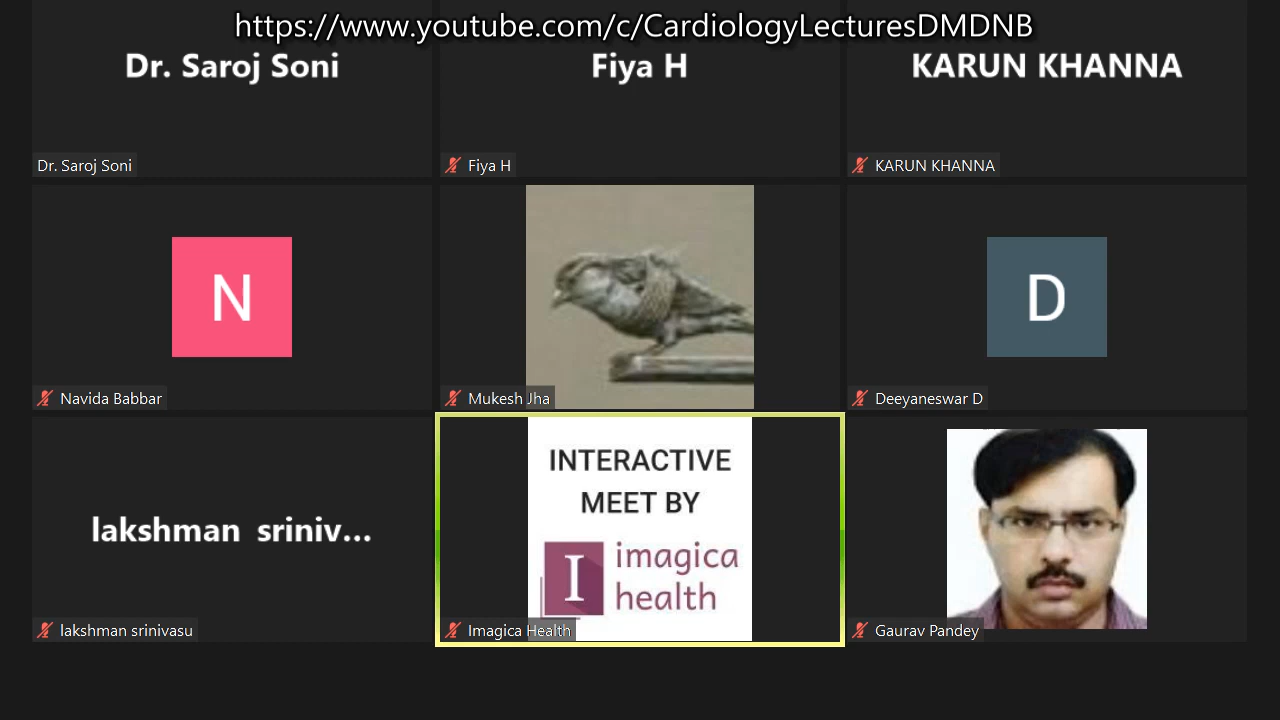 https://www.youtube.com/c/CardiologyLecturesDMDNB
Dr. Saroj Soni
Fiya H
KARUN KHANNA
Dr. Saroj Soni
Fiya H
KARUN KHANNA
N
D
Navida Babbar
Mukesh Jha
Deeyaneswar D
lakshman sriniv...
INTERACTIVE
MEET BY
I
imagica
health
lakshman srinivasu
Imagica Health
Gaurav Pandey